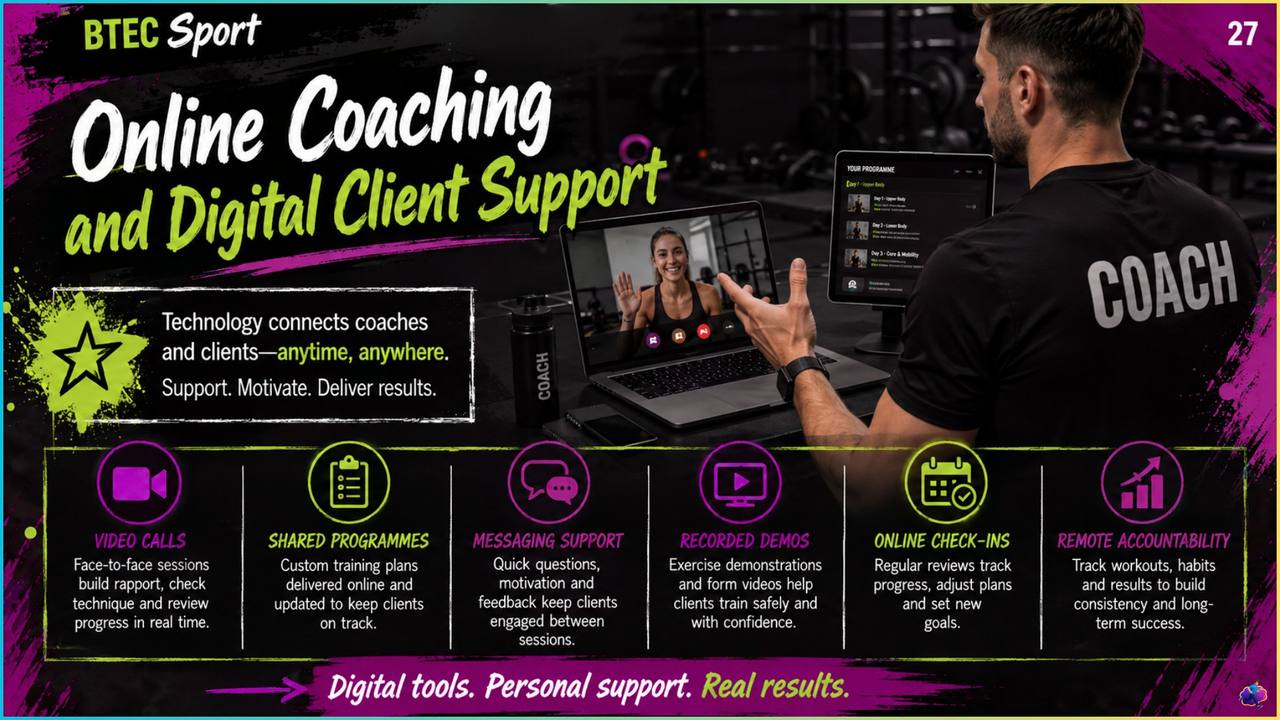 BTEC Sport
27
Online Coaching
and Digital Client Support
Technology connects coaches
and clients—anytime, anywhere.
Support. Motivate. Deliver results.
YOUR PROGRAMME
Day 1 - Upper Body
Day 1 - Upper Body
Day 2 - Lower Body
Day 3 - Core & Mobility
COACH
COACH
VIDEO CALLS
Face-to-face sessions
build rapport, check
technique and review
progress in real time.
SHARED PROGRAMMES
Custom training plans
delivered online and
updated to keep clients
on track.
MESSAGING SUPPORT
Quick questions,
motivation and
feedback keep clients
engaged between
sessions.
RECORDED DEMOS
Exercise demonstrations
and form videos help
clients train safely and
with confidence.
ONLINE CHECK-INS
Regular reviews track
progress, adjust plans
and set new
goals.
REMOTE ACCOUNTABILITY
Track workouts, habits
and results to build
consistency and long-
term success.
Digital tools. Personal support. Real results.